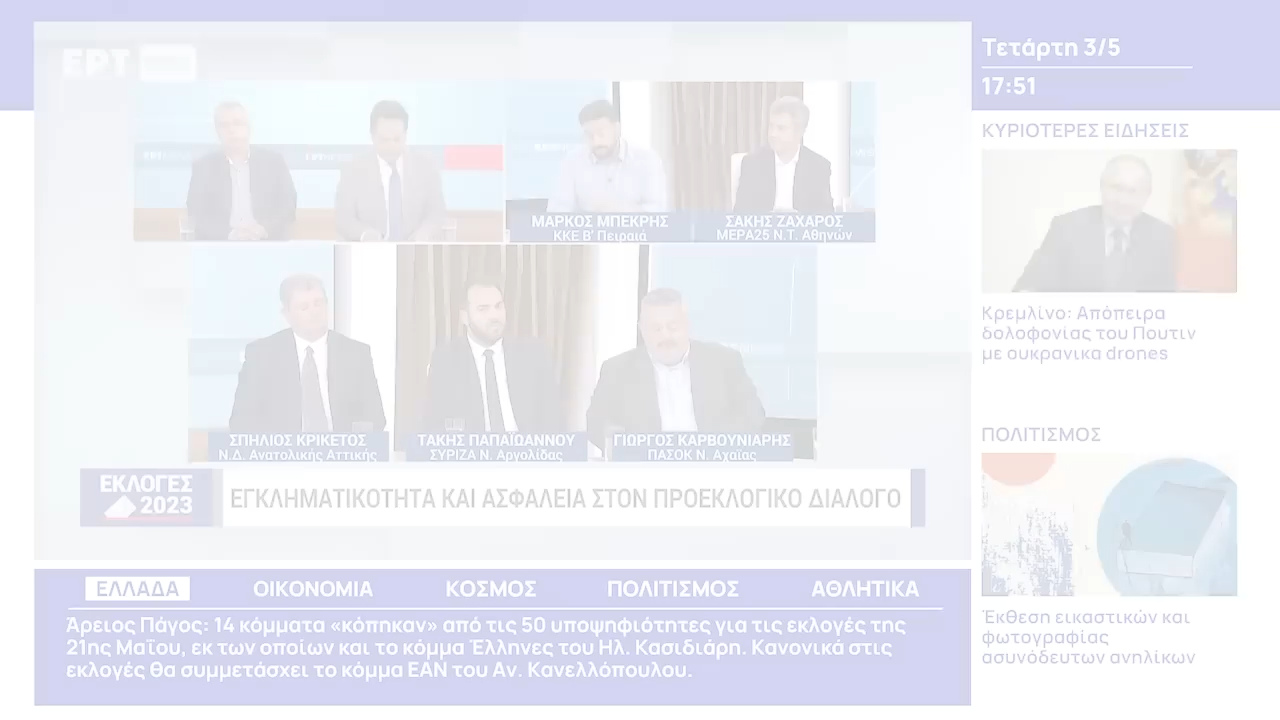 ΕΡΤ
Τετάρτη 3/5
17:51
ΚΥΡΙΟΤΕΡΕΣ ΕΙΔΗΣΕΙΣ
Κρεμλίνο: Απόπειρα
δολοφονίας του Πουτιν
με ουκρανικα drones
ΠΟΛΙΤΙΣΜΟΣ
Έκθεση εικαστικών και
φωτογραφίας
ασυνόδευτων ανηλίκων
ΜΑΡΚΟΣ ΜΠΕΚΡΗΣ
ΚΚΕ Β' Πειραιά
ΣΑΚΗΣ ΖΑΧΑΡΟΣ
ΜΕΡΑ25 Ν.Τ. Αθηνών
ΣΠΗΛΙΟΣ ΚΡΙΚΕΤΟΣ
Ν.Δ. Ανατολικής Αττικής
ΤΑΚΗΣ ΠΑΠΑΪΩΑΝΝΟΥ
ΣΥΡΙΖΑ Ν. Αργολίδας
ΓΙΩΡΓΟΣ ΚΑΡΒΟΥΝΙΑΡΗΣ
ΠΑΣΟΚ Ν. Αχαΐας
ΕΚΛΟΓΕΣ
2023
ΕΓΚΛΗΜΑΤΙΚΟΤΗΤΑ ΚΑΙ ΑΣΦΑΛΕΙΑ ΣΤΟΝ ΠΡΟΕΚΛΟΓΙΚΟ ΔΙΑΛΟΓΟ
ΕΛΛΑΔΑ ΟΙΚΟΝΟΜΙΑ ΚΟΣΜΟΣ ΠΟΛΙΤΙΣΜΟΣ ΑΘΛΗΤΙΚΑ
Άρειος Πάγος: 14 κόμματα «κόπηκαν» από τις 50 υποψηφιότητες για τις εκλογές της
21ης Μαΐου, εκ των οποίων και το κόμμα Έλληνες του Ηλ. Κασιδιάρη. Κανονικά στις
εκλογές θα συμμετάσχει το κόμμα ΕΑΝ του Αν. Κανελλόπουλου.